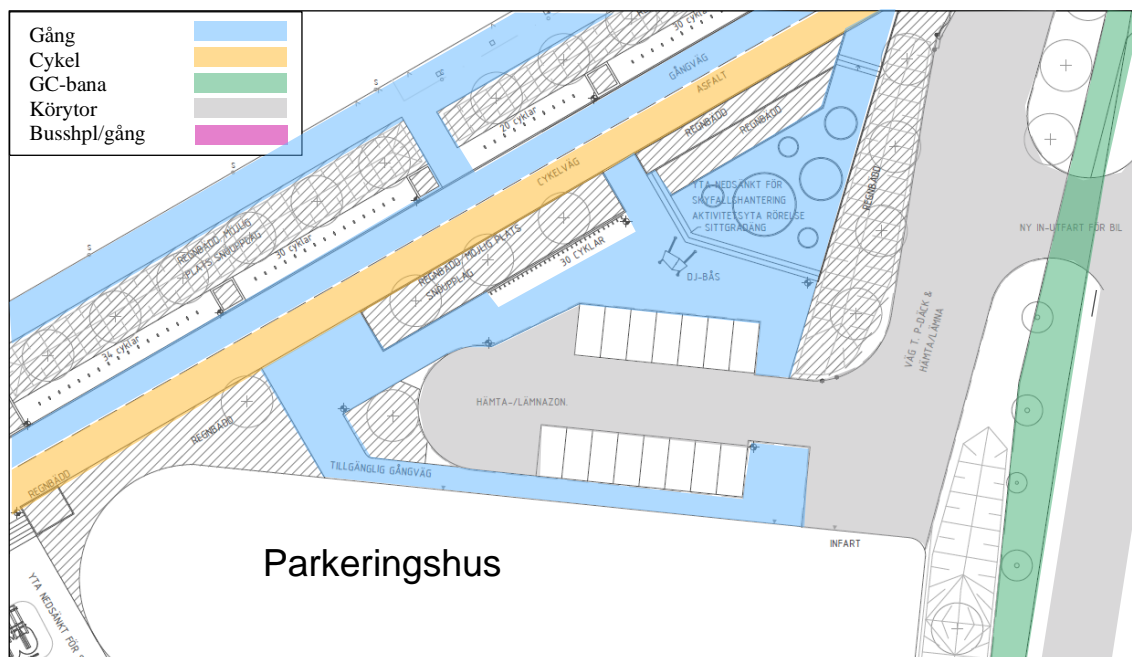 Gång
Cykel
GC-bana
Körytor
Busshpl/gång
30 cyklar
30 cyklar
20 cyklar
GÅNGVÄG
ASFALT
REGNBÄDD
REGNBÄDD
CYKELVÄG
REGNBÄDD MÖJLIG
PLATS SNÖUPPLAG
30 cyklar
34 cyklar
REGNBÄDD/MÖJLIG PLATS
SNÖUPPLAG
30 CYKLAR
YTA NEDSÄNKT FÖR
SKYFALLSHANTERING
AKTIVITETSYTA RÖRELSE
SITTGRADÄNG
DJ-BÅS
REGNBÄDD
NY IN-UTFART FÖR BIL
VÄG T. P-DÄCK &
HÄMTA/LÄMNA
HÄMTA-/LÄMNAZON.
REGNBÄDD
REGNBÄDD
TILLGÄNGLIG GÅNGVÄG
INFART
Parkeringshus
YTA NEDSÄNKT FÖR